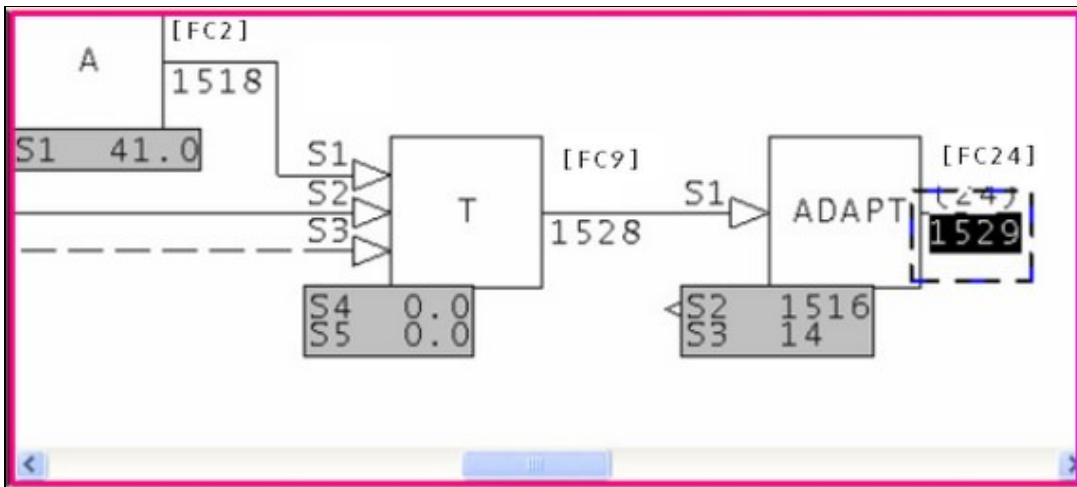 [FC2]
A
1518
S1 41.0
S1
S2
S3
T
[FC9]
1528
S4 0.0
S5 0.0
S1
ADAPT
[FC24]
(24)
1529
S2 1516
S3 14